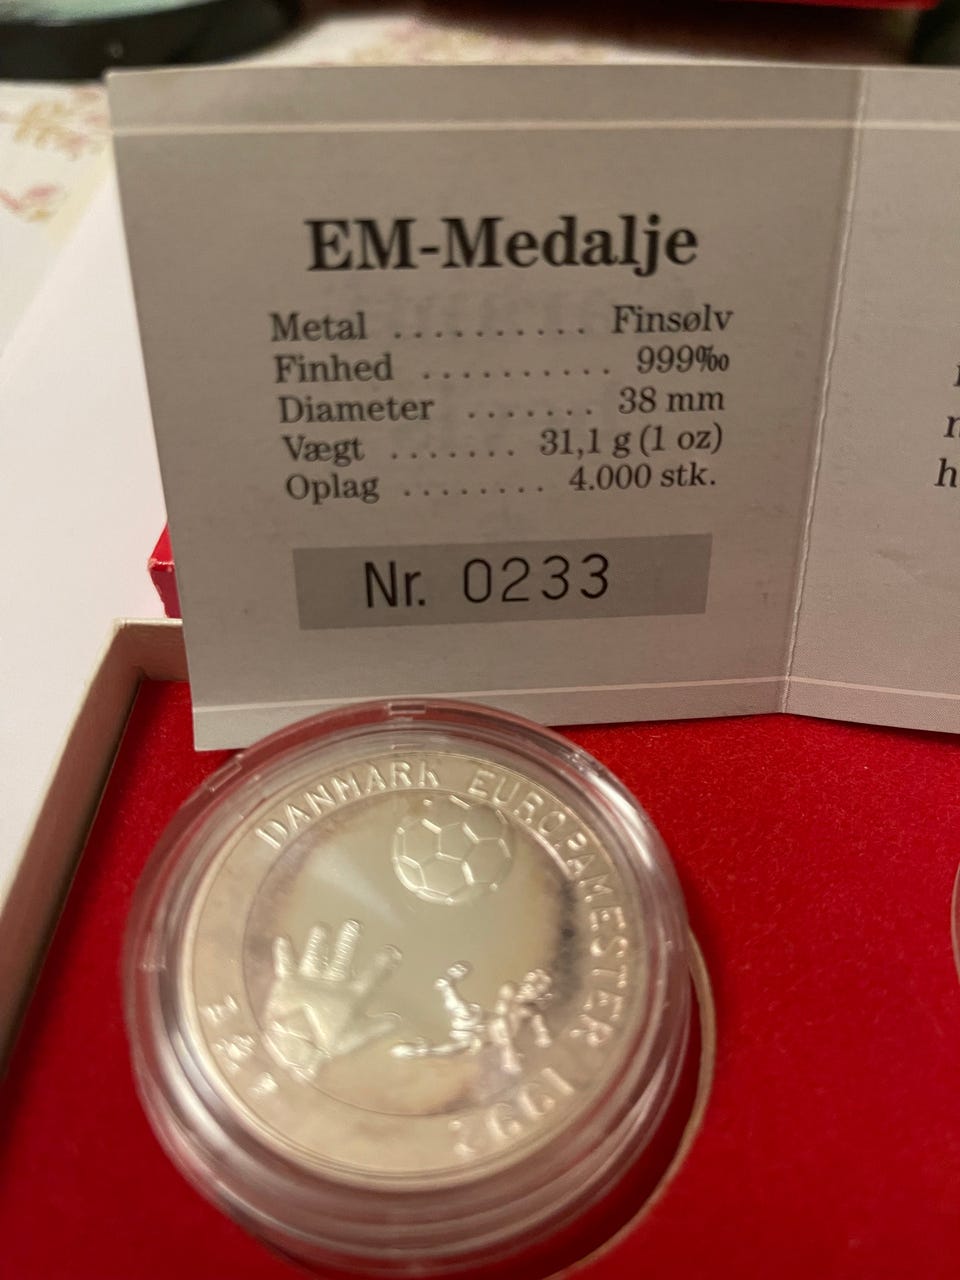 EM-Medalje
Metal .......... Finsølv
Finhed .......... 999‰
Diameter ....... 38 mm
Vægt ....... 31,1 g (1 oz)
Oplag ........ 4.000 stk.
Nr. 0233
DANMARK EUROPAMESTER 1992